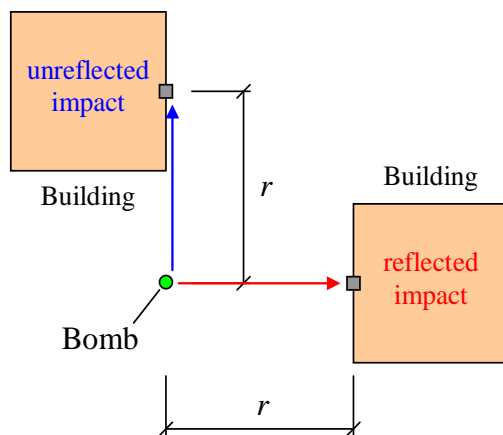 unreflected
impact
Building
r
Building
reflected
impact
Bomb
r